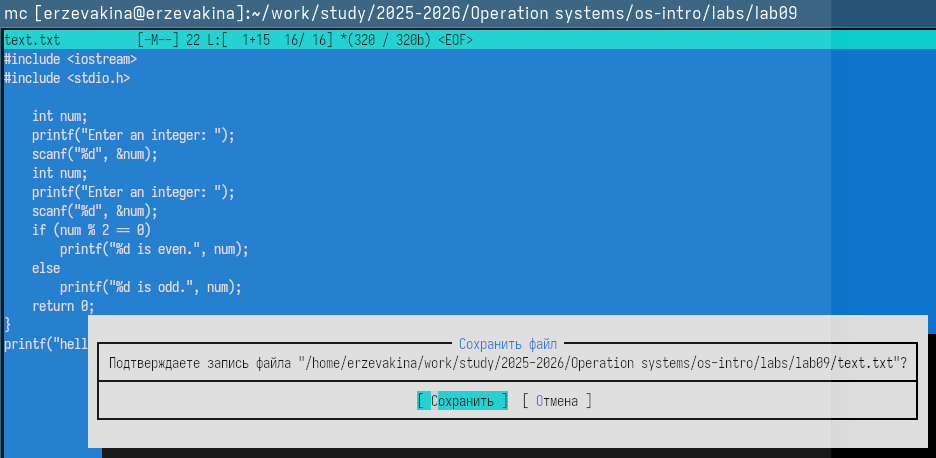 mc [erzevakina@erzevakina]:~/work/study/2025-2026/Operation systems/os-intro/labs/lab09
text.txt           [-M--] 22 L:[  1+15  16/ 16] *(320 / 320b) <EOF>
#include <iostream>
#include <stdio.h>
    int num;
    printf("Enter an integer: ");
    scanf("%d", &num);
    int num;
    printf("Enter an integer: ");
    scanf("%d", &num);
    if (num % 2 == 0)
        printf("%d is even.", num);
    else
        printf("%d is odd.", num);
    return 0;
}
printf("hell
Сохранить файл
Подтверждаете запись файла "/home/erzevakina/work/study/2025-2026/Operation systems/os-intro/labs/lab09/text.txt"?
[ Сохранить ]  [ Отмена ]